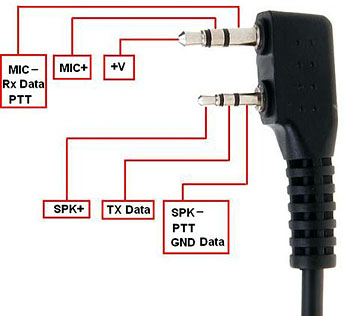 MIC−
Rx Data
PTT
MIC+
+V
SPK+
TX Data
SPK−
PTT
GND Data